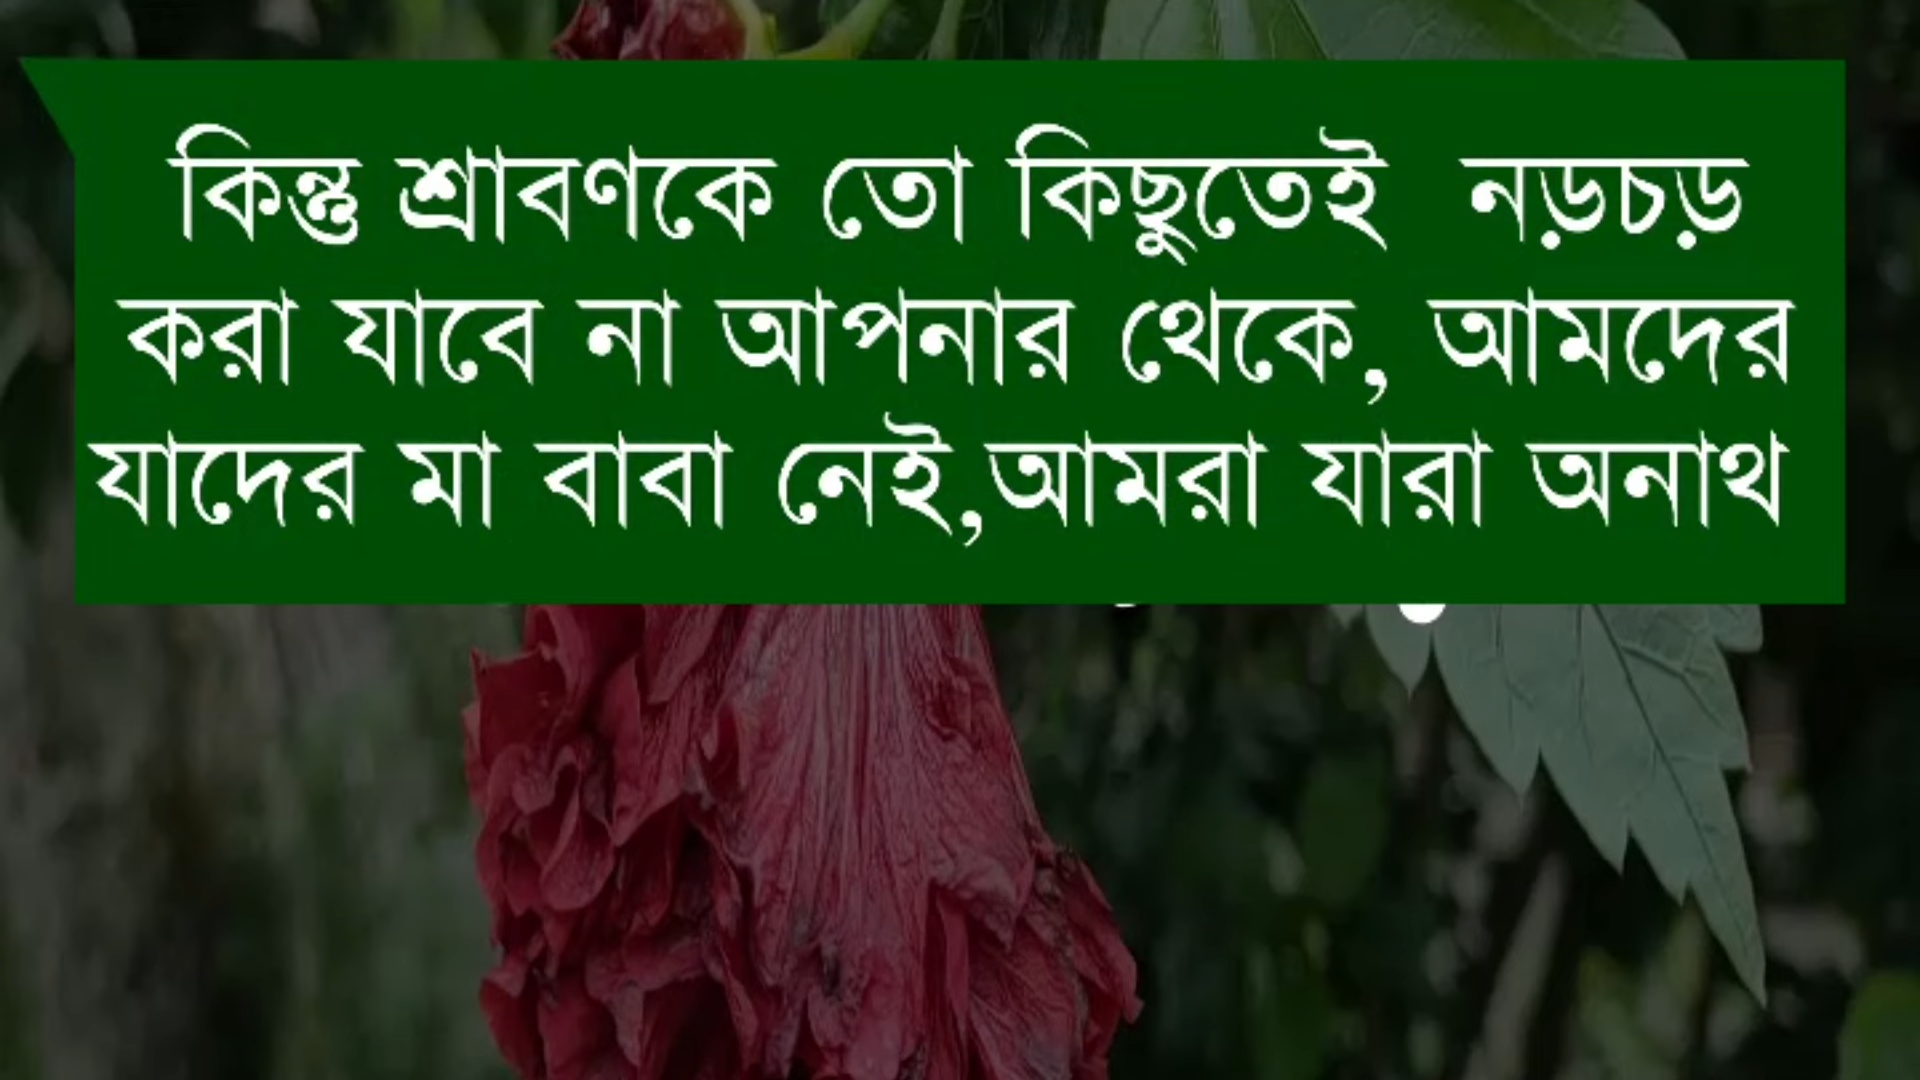 কিন্তু শ্রাবণকে তো কিছুতেই নড়চড়
করা যাবে না আপনার থেকে, আমদের
যাদের মা বাবা নেই,আমরা যারা অনাথ